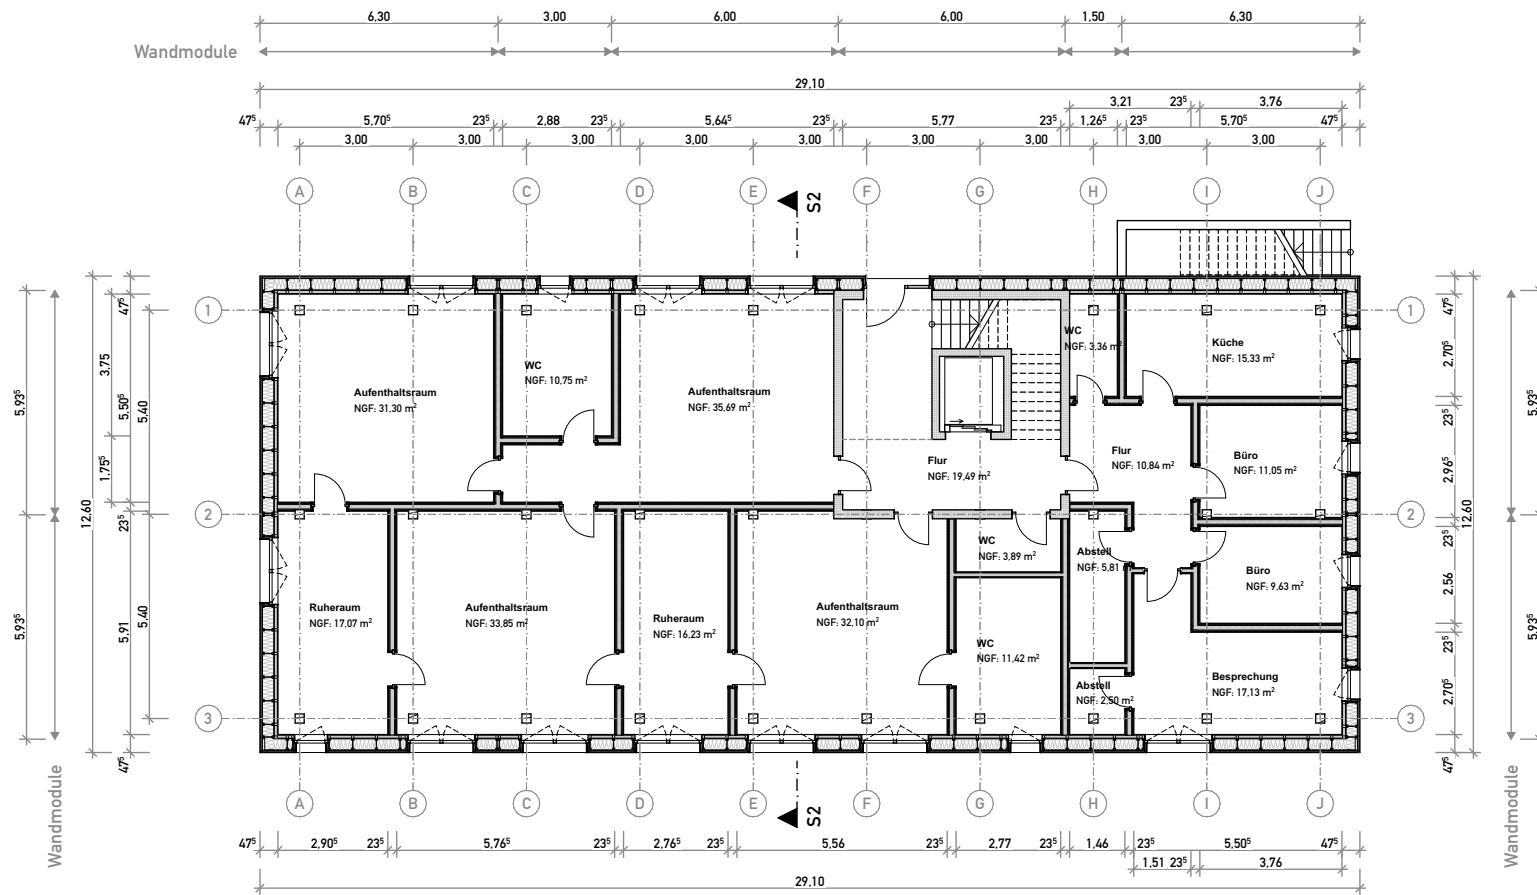 6,30 3,00 6,00 6,00 1,50 6,30
Wandmodule
29,10
3,21 23⁵ 3,76
47⁵ 5,70⁵ 23⁵ 2,88 23⁵ 5,64⁵ 23⁵ 5,77 23⁵ 1,26⁵ 23⁵ 5,70⁵ 47⁵
3,00 3,00 3,00 3,00 3,00 3,00 3,00 3,00 3,00
A B C D E F G H I J
S2
1 1
2 2
3 3
Aufenthaltsraum
NGF: 31,30 m²
WC
NGF: 10,75 m²
Aufenthaltsraum
NGF: 35,69 m²
WC
NGF: 3,36 m²
Küche
NGF: 15,33 m²
Flur
NGF: 19,49 m²
Flur
NGF: 10,84 m²
Büro
NGF: 11,05 m²
WC
NGF: 3,89 m²
Abstell
NGF: 5,81
Büro
NGF: 9,63 m²
Ruheraum
NGF: 17,07 m²
Aufenthaltsraum
NGF: 33,85 m²
Ruheraum
NGF: 16,23 m²
Aufenthaltsraum
NGF: 32,10 m²
WC
NGF: 11,42 m²
Abstell
NGF: 2,50 m²
Besprechung
NGF: 17,13 m²
5,93⁵ 5,93⁵
Wandmodule
12,60
3,75 1,75⁵
47⁵ 5,50⁵ 23⁵ 5,91 47⁵
5,40 5,40
47⁵ 2,70⁵ 23⁵ 2,96⁵ 23⁵ 2,56 23⁵ 2,70⁵ 47⁵
12,60
5,93⁵ 5,93⁵
Wandmodule
A B C D E F G H I J
S2
47⁵ 2,90⁵ 23⁵ 5,76⁵ 23⁵ 2,76⁵ 23⁵ 5,56 23⁵ 2,77 23⁵ 1,46 23⁵ 5,50⁵ 47⁵
1,51 23⁵ 3,76
29,10